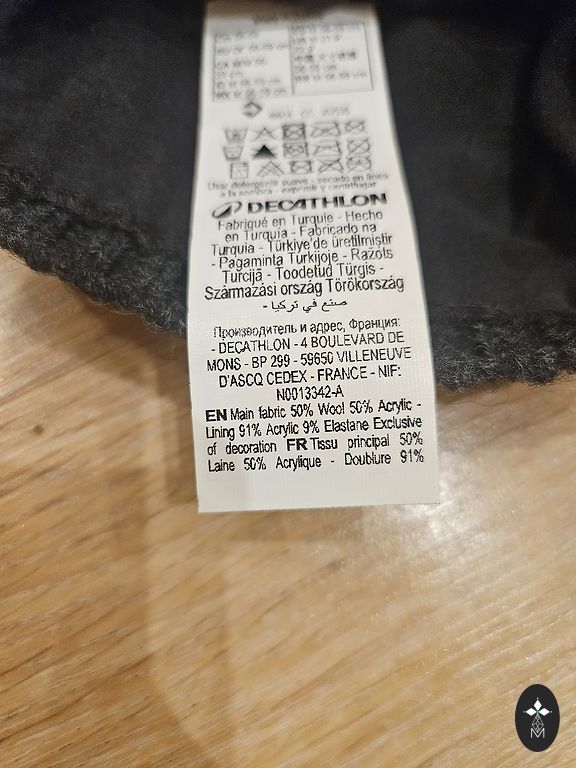 Usar detergente suave - secado en línea
a la sombra - exprimir y centrifugar
DECATHLON
Fabriqué en Turquie - Hecho
en Turquía - Fabricado na
Turquia - Türkiye'de üretilmiştir
- Pagaminta Turkijoje - Ražots
Turcijā - Toodetud Türgis -
Származási ország Törökország
صنع في تركيا -
Производитель и адрес, Франция:
- DECATHLON - 4 BOULEVARD DE
MONS - BP 299 - 59650 VILLENEUVE
D'ASCQ CEDEX - FRANCE - NIF:
N0013342-A
EN Main fabric 50% Wool 50% Acrylic -
Lining 91% Acrylic 9% Elastane Exclusive
of decoration FR Tissu principal 50%
Laine 50% Acrylique - Doublure 91%
M